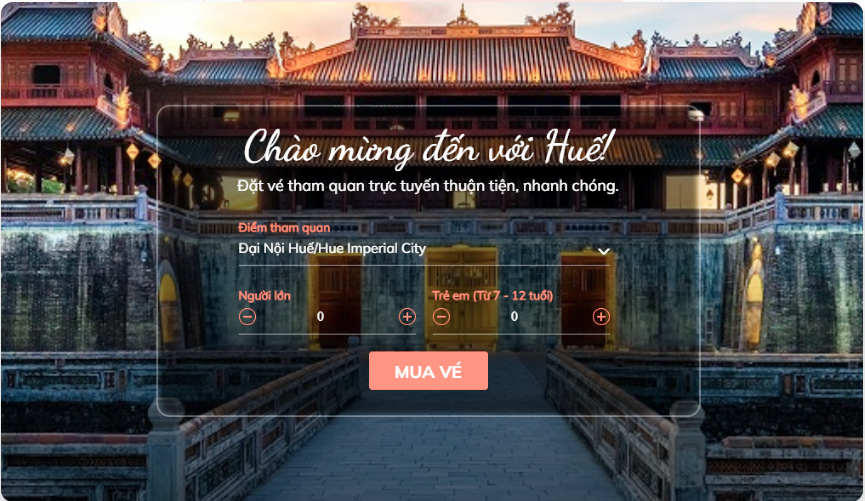 Chào mừng đến với Huế!
Đặt vé tham quan trực tuyến thuận tiện, nhanh chóng.
Điểm tham quan
Đại Nội Huế/Hue Imperial City
Người lớn Trẻ em (Từ 7 - 12 tuổi)
0 0
MUA VÉ